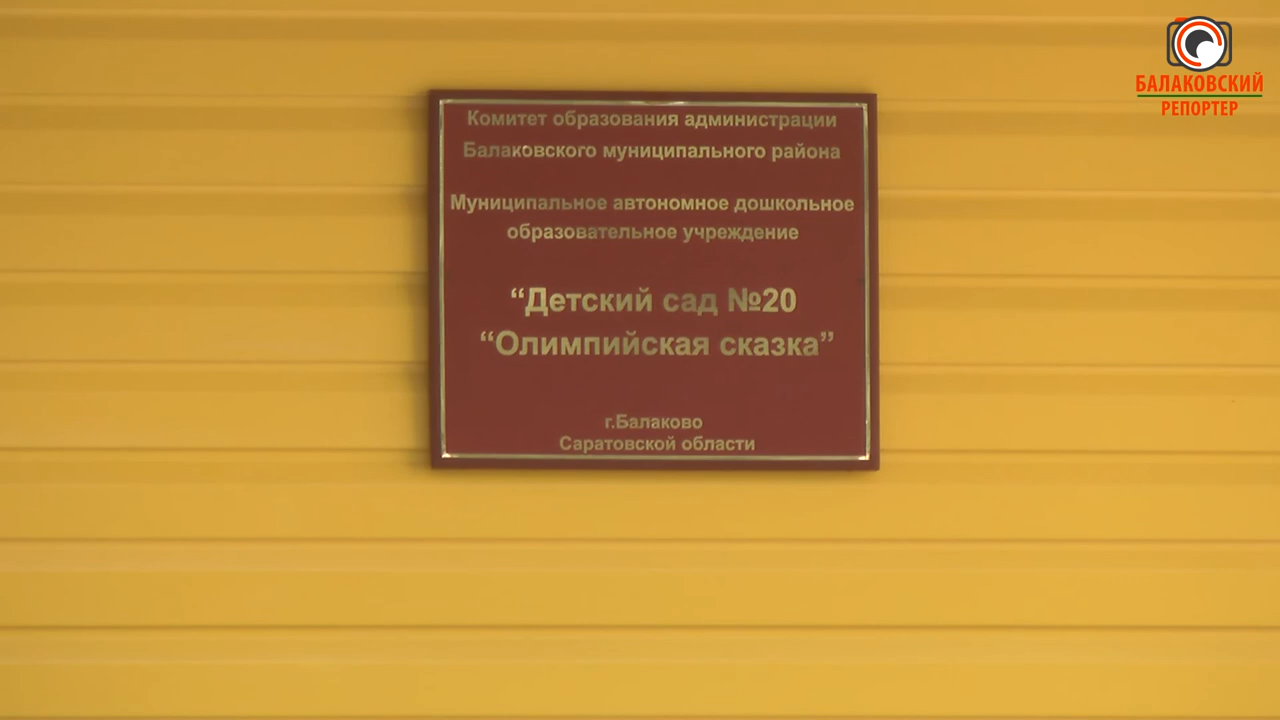 БАЛАКОВСКИЙ
РЕПОРТЕР
Комитет образования администрации
Балаковского муниципального района
Муниципальное автономное дошкольное
образовательное учреждение
“Детский сад №20
“Олимпийская сказка”
г.Балаково
Саратовской области